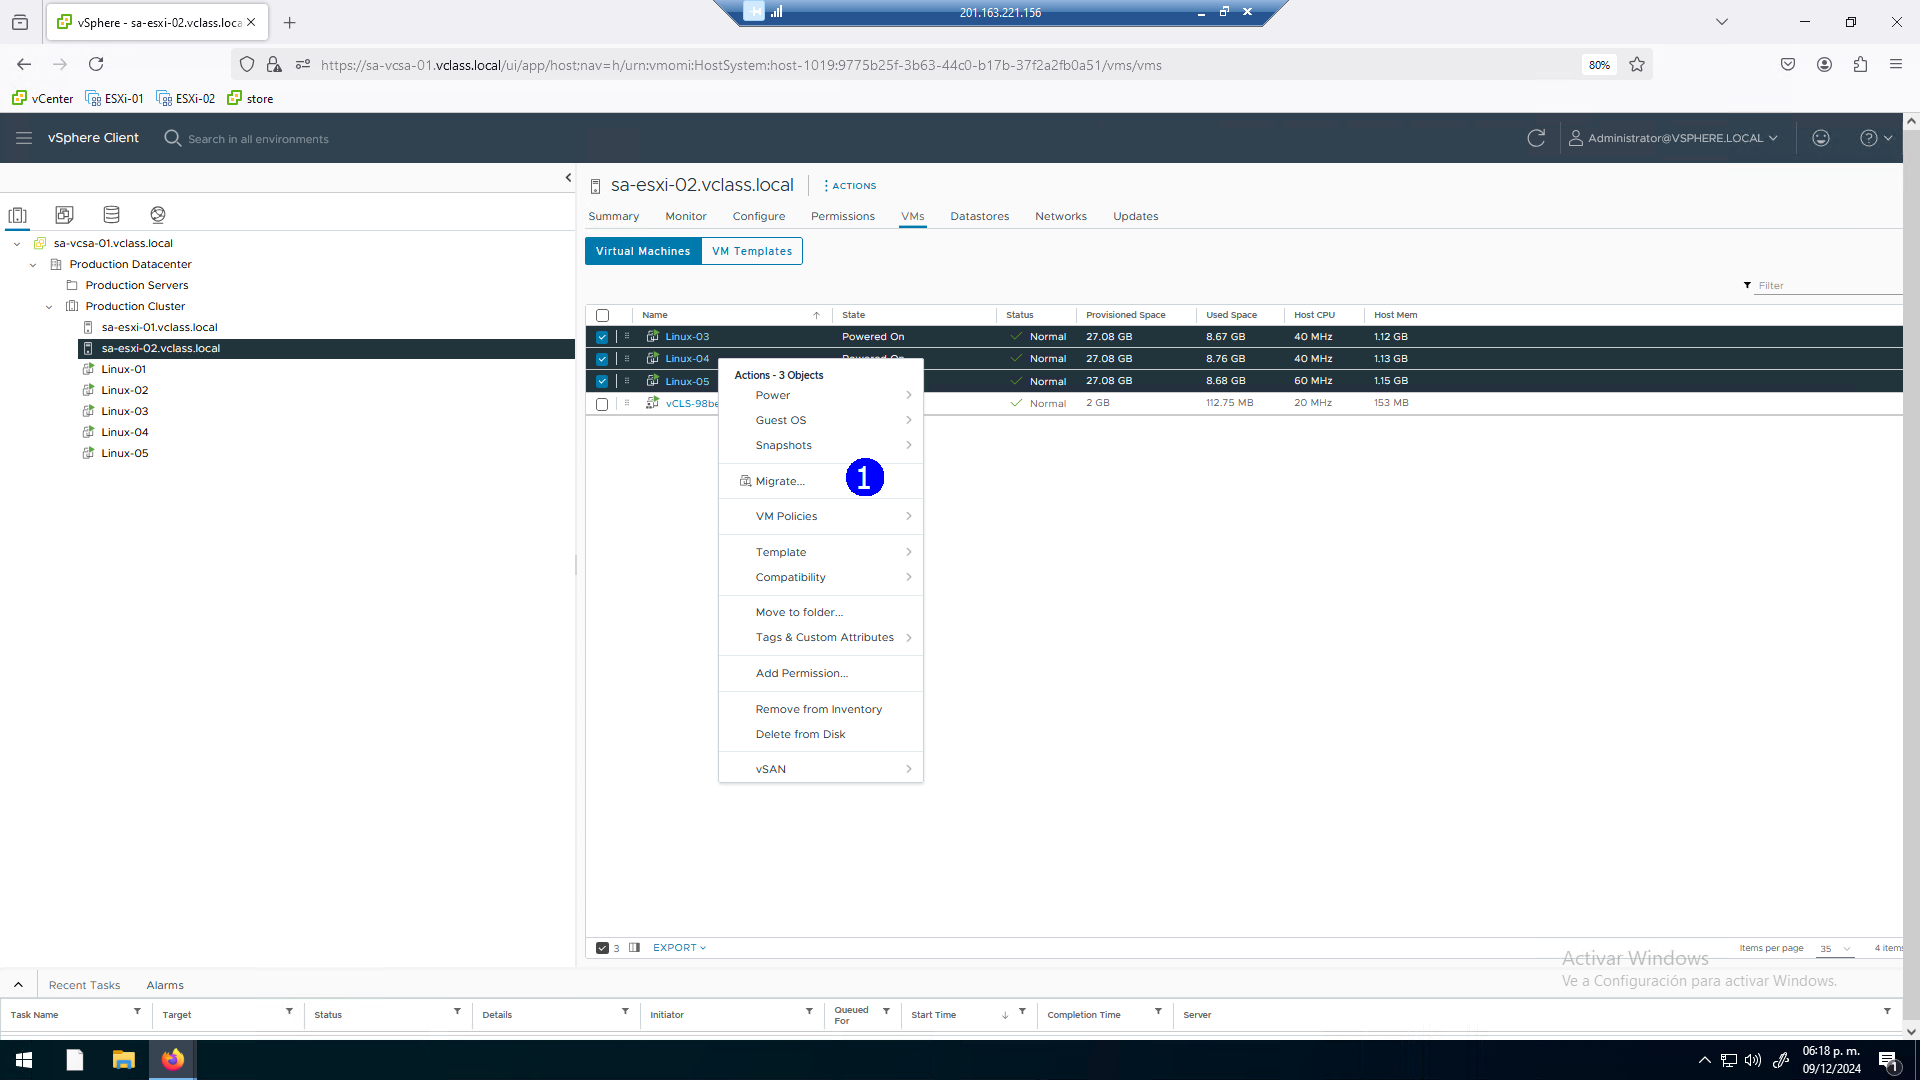 vSphere - sa-esxi-02.vclass.loca
201.163.221.156
https://sa-vcsa-01.vclass.local/ui/app/host;nav=h/urn:vmomi:HostSystem:host-1019:9775b25f-3b63-44c0-b17b-37f2a2fb0a51/vms/vms
80%
vCenter ESXi-01 ESXi-02 store
vSphere Client Search in all environments Administrator@VSPHERE.LOCAL
sa-vcsa-01.vclass.local
Production Datacenter
Production Servers
Production Cluster
sa-esxi-01.vclass.local
sa-esxi-02.vclass.local
Linux-01
Linux-02
Linux-03
Linux-04
Linux-05
sa-esxi-02.vclass.local ACTIONS
Summary Monitor Configure Permissions VMs Datastores Networks Updates
Virtual Machines VM Templates
Filter
Name State Status Provisioned Space Used Space Host CPU Host Mem
Linux-03 Powered On Normal 27.08 GB 8.67 GB 40 MHz 1.12 GB
Linux-04 Powered On Normal 27.08 GB 8.76 GB 40 MHz 1.13 GB
Linux-05 Normal 27.08 GB 8.68 GB 60 MHz 1.15 GB
vCLS-98be Normal 2 GB 112.75 MB 20 MHz 153 MB
Actions - 3 Objects
Power
Guest OS
Snapshots
Migrate...
1
VM Policies
Template
Compatibility
Move to folder...
Tags & Custom Attributes
Add Permission...
Remove from Inventory
Delete from Disk
vSAN
3 EXPORT Items per page 35 4 items
Activar Windows
Ve a Configuración para activar Windows.
Recent Tasks Alarms
Task Name Target Status Details Initiator Queued For Start Time Completion Time Server
06:18 p. m.
09/12/2024
1